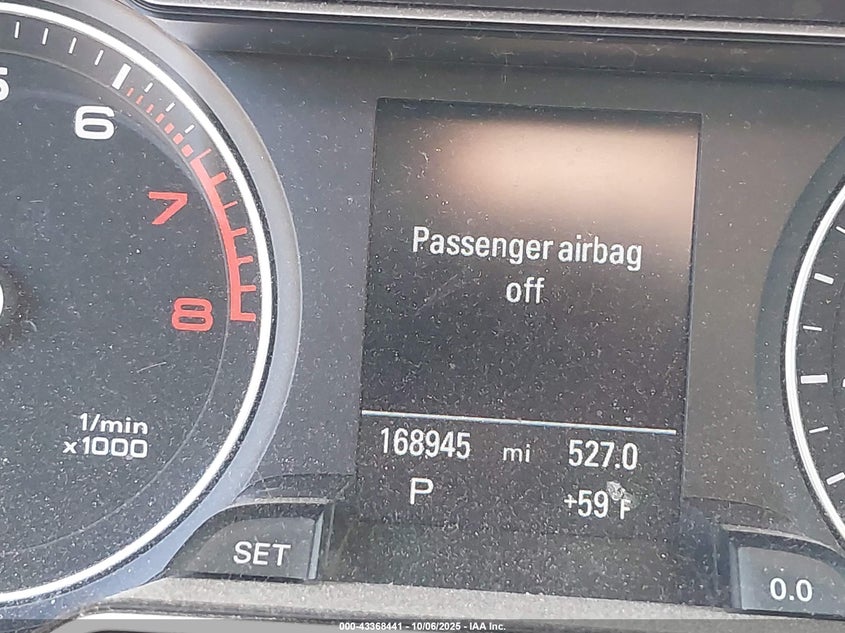 5
6
7
8
1/min
x1000
Passenger airbag
off
168945 mi 527.0
P +59°F
SET
0.0
000-43368441 - 10/06/2025 - IAA Inc.